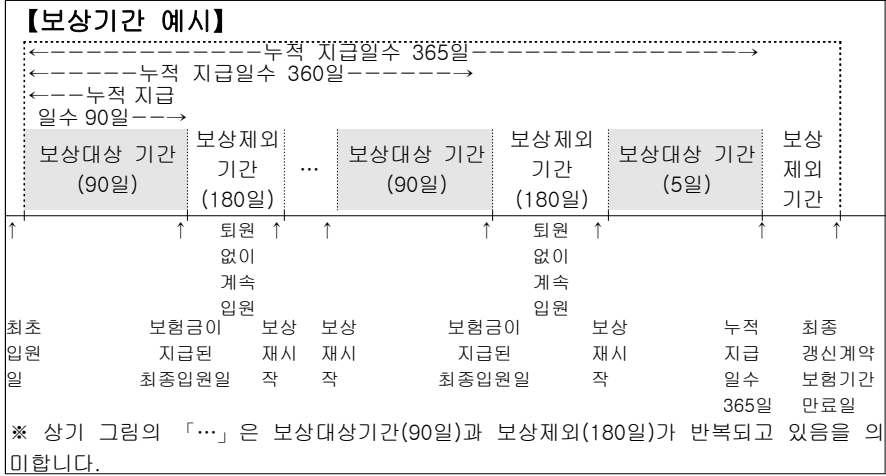 【보상기간 예시】
←------------누적 지급일수 365일---------------→
←-----누적 지급일수 360일------→
←--누적 지급
일수 90일--→
보상대상 기간
(90일)
보상제외
기간
(180일)
…
보상대상 기간
(90일)
보상제외
기간
(180일)
보상대상 기간
(5일)
보상
제외
기간
↑ ↑ ↑ ↑ ↑ ↑ ↑ ↑
퇴원
없이
계속
입원
퇴원
없이
계속
입원
최초
입원
일
보험금이
지급된
최종입원일
보상
재시
작
보상
재시
작
보험금이
지급된
최종입원일
보상
재시
작
누적
지급
일수
365일
최종
갱신계약
보험기간
만료일
※ 상기 그림의 「…」은 보상대상기간(90일)과 보상제외(180일)가 반복되고 있음을 의
미합니다.